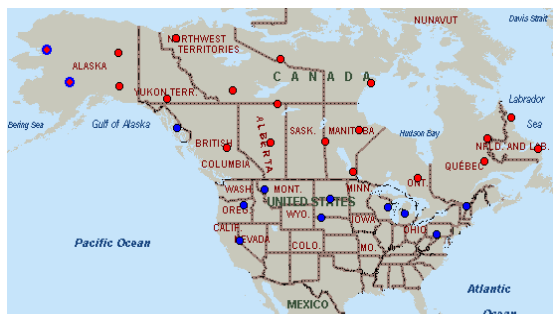 NUNAVUT
Davis Strait
NORTHWEST
TERRITORIES
ALASKA
C A N A D A
YUKON TERR.
Labrador
Sea
Bering Sea
Gulf of Alaska
BRITISH
COLUMBIA
ALBERTA
SASK.
MANITOBA
Hudson Bay
NFLD. AND LAB.
QUÉBEC
ONT.
WASH.
MONT.
MINN.
UNITED STATES
OREG.
WYO.
IOWA
OHIO
CALIF.
NEVADA
COLO.
MO.
Pacific Ocean
Atlantic
Ocean
MEXICO